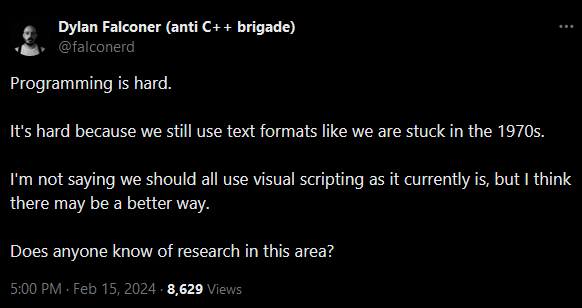 Dylan Falconer (anti C++ brigade)
@falconerd
Programming is hard.
It's hard because we still use text formats like we are stuck in the 1970s.
I'm not saying we should all use visual scripting as it currently is, but I think
there may be a better way.
Does anyone know of research in this area?
5:00 PM · Feb 15, 2024 · 8,629 Views